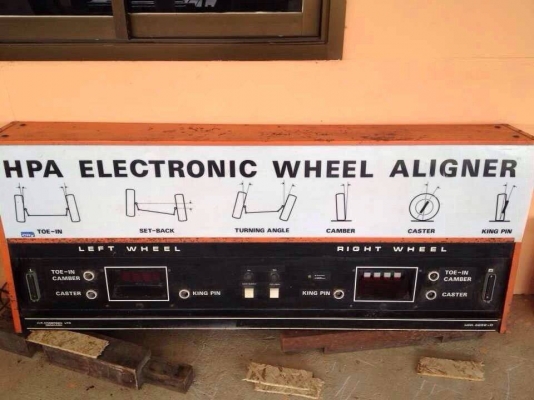 HPA ELECTRONIC WHEEL ALIGNER
TOE-IN SET-BACK TURNING ANGLE CAMBER CASTER KING PIN
LEFT WHEEL RIGHT WHEEL
TOE-IN
CAMBER
CASTER
KING PIN
KING PIN
TOE-IN
CAMBER
CASTER